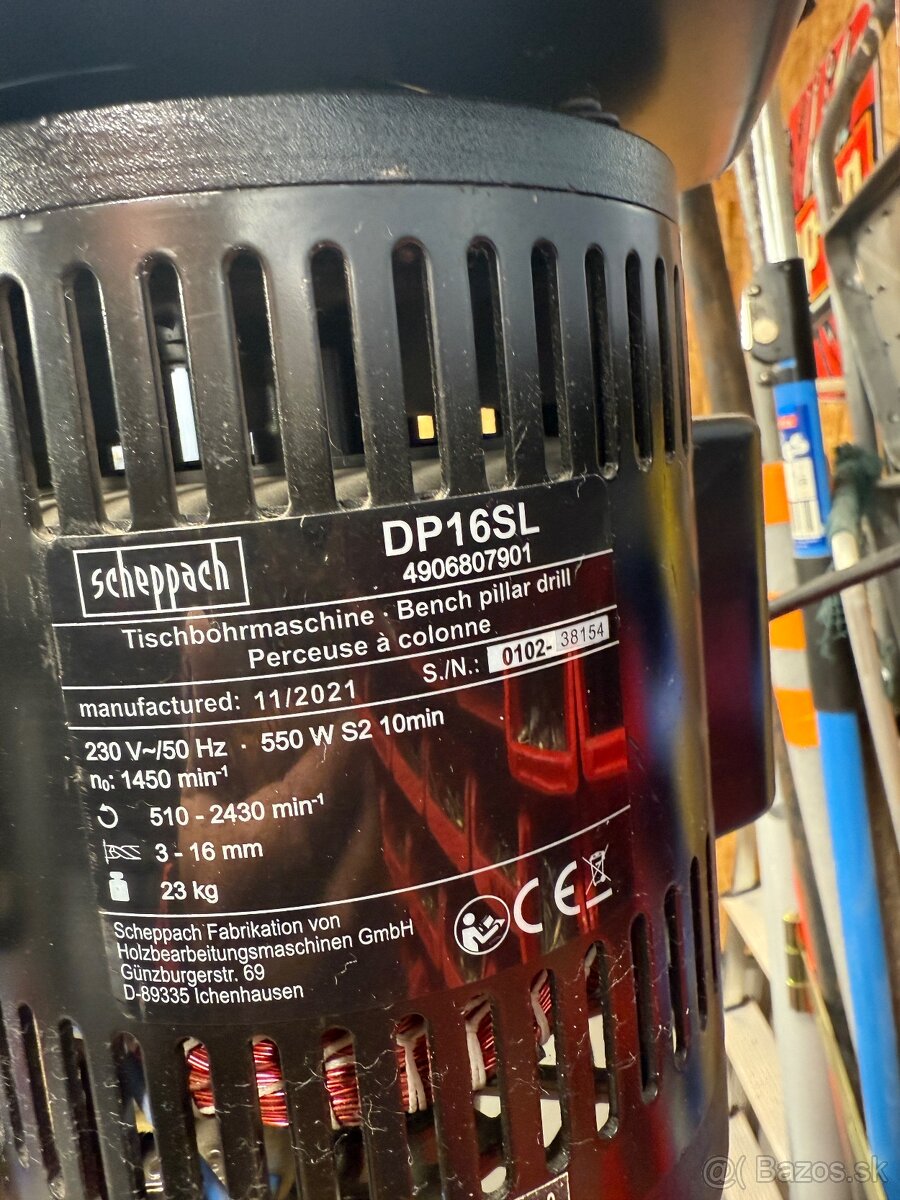 scheppach
DP16SL
4906807901
Tischbohrmaschine · Bench pillar drill
Perceuse à colonne
S./N.: 0102-38154
manufactured: 11/2021
230 V~/50 Hz · 550 W S2 10min
n₀: 1450 min⁻¹
510 - 2430 min⁻¹
3 - 16 mm
23 kg
Scheppach Fabrikation von
Holzbearbeitungsmaschinen GmbH
Günzburgerstr. 69
D-89335 Ichenhausen
CE
@( Bazos.sk